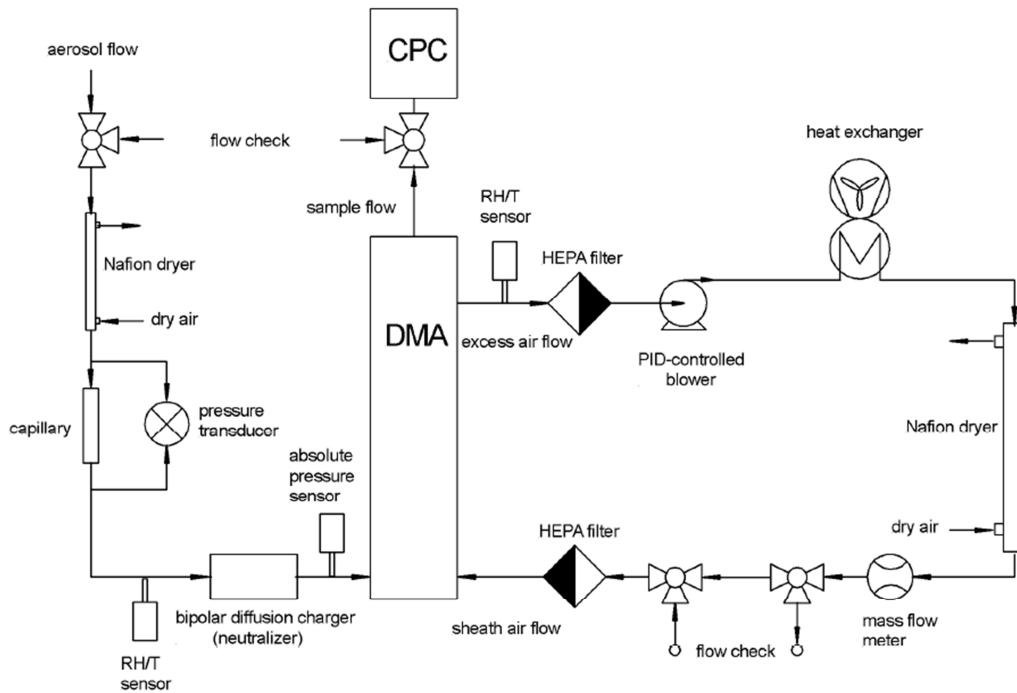 aerosol flow
CPC
flow check
heat exchanger
sample flow
RH/T
sensor
HEPA filter
Nafion dryer
dry air
DMA
excess air flow
PID-controlled
blower
capillary
pressure
transducer
absolute
pressure
sensor
Nafion dryer
dry air
HEPA filter
bipolar diffusion charger
(neutralizer)
sheath air flow
mass flow
meter
flow check
RH/T
sensor